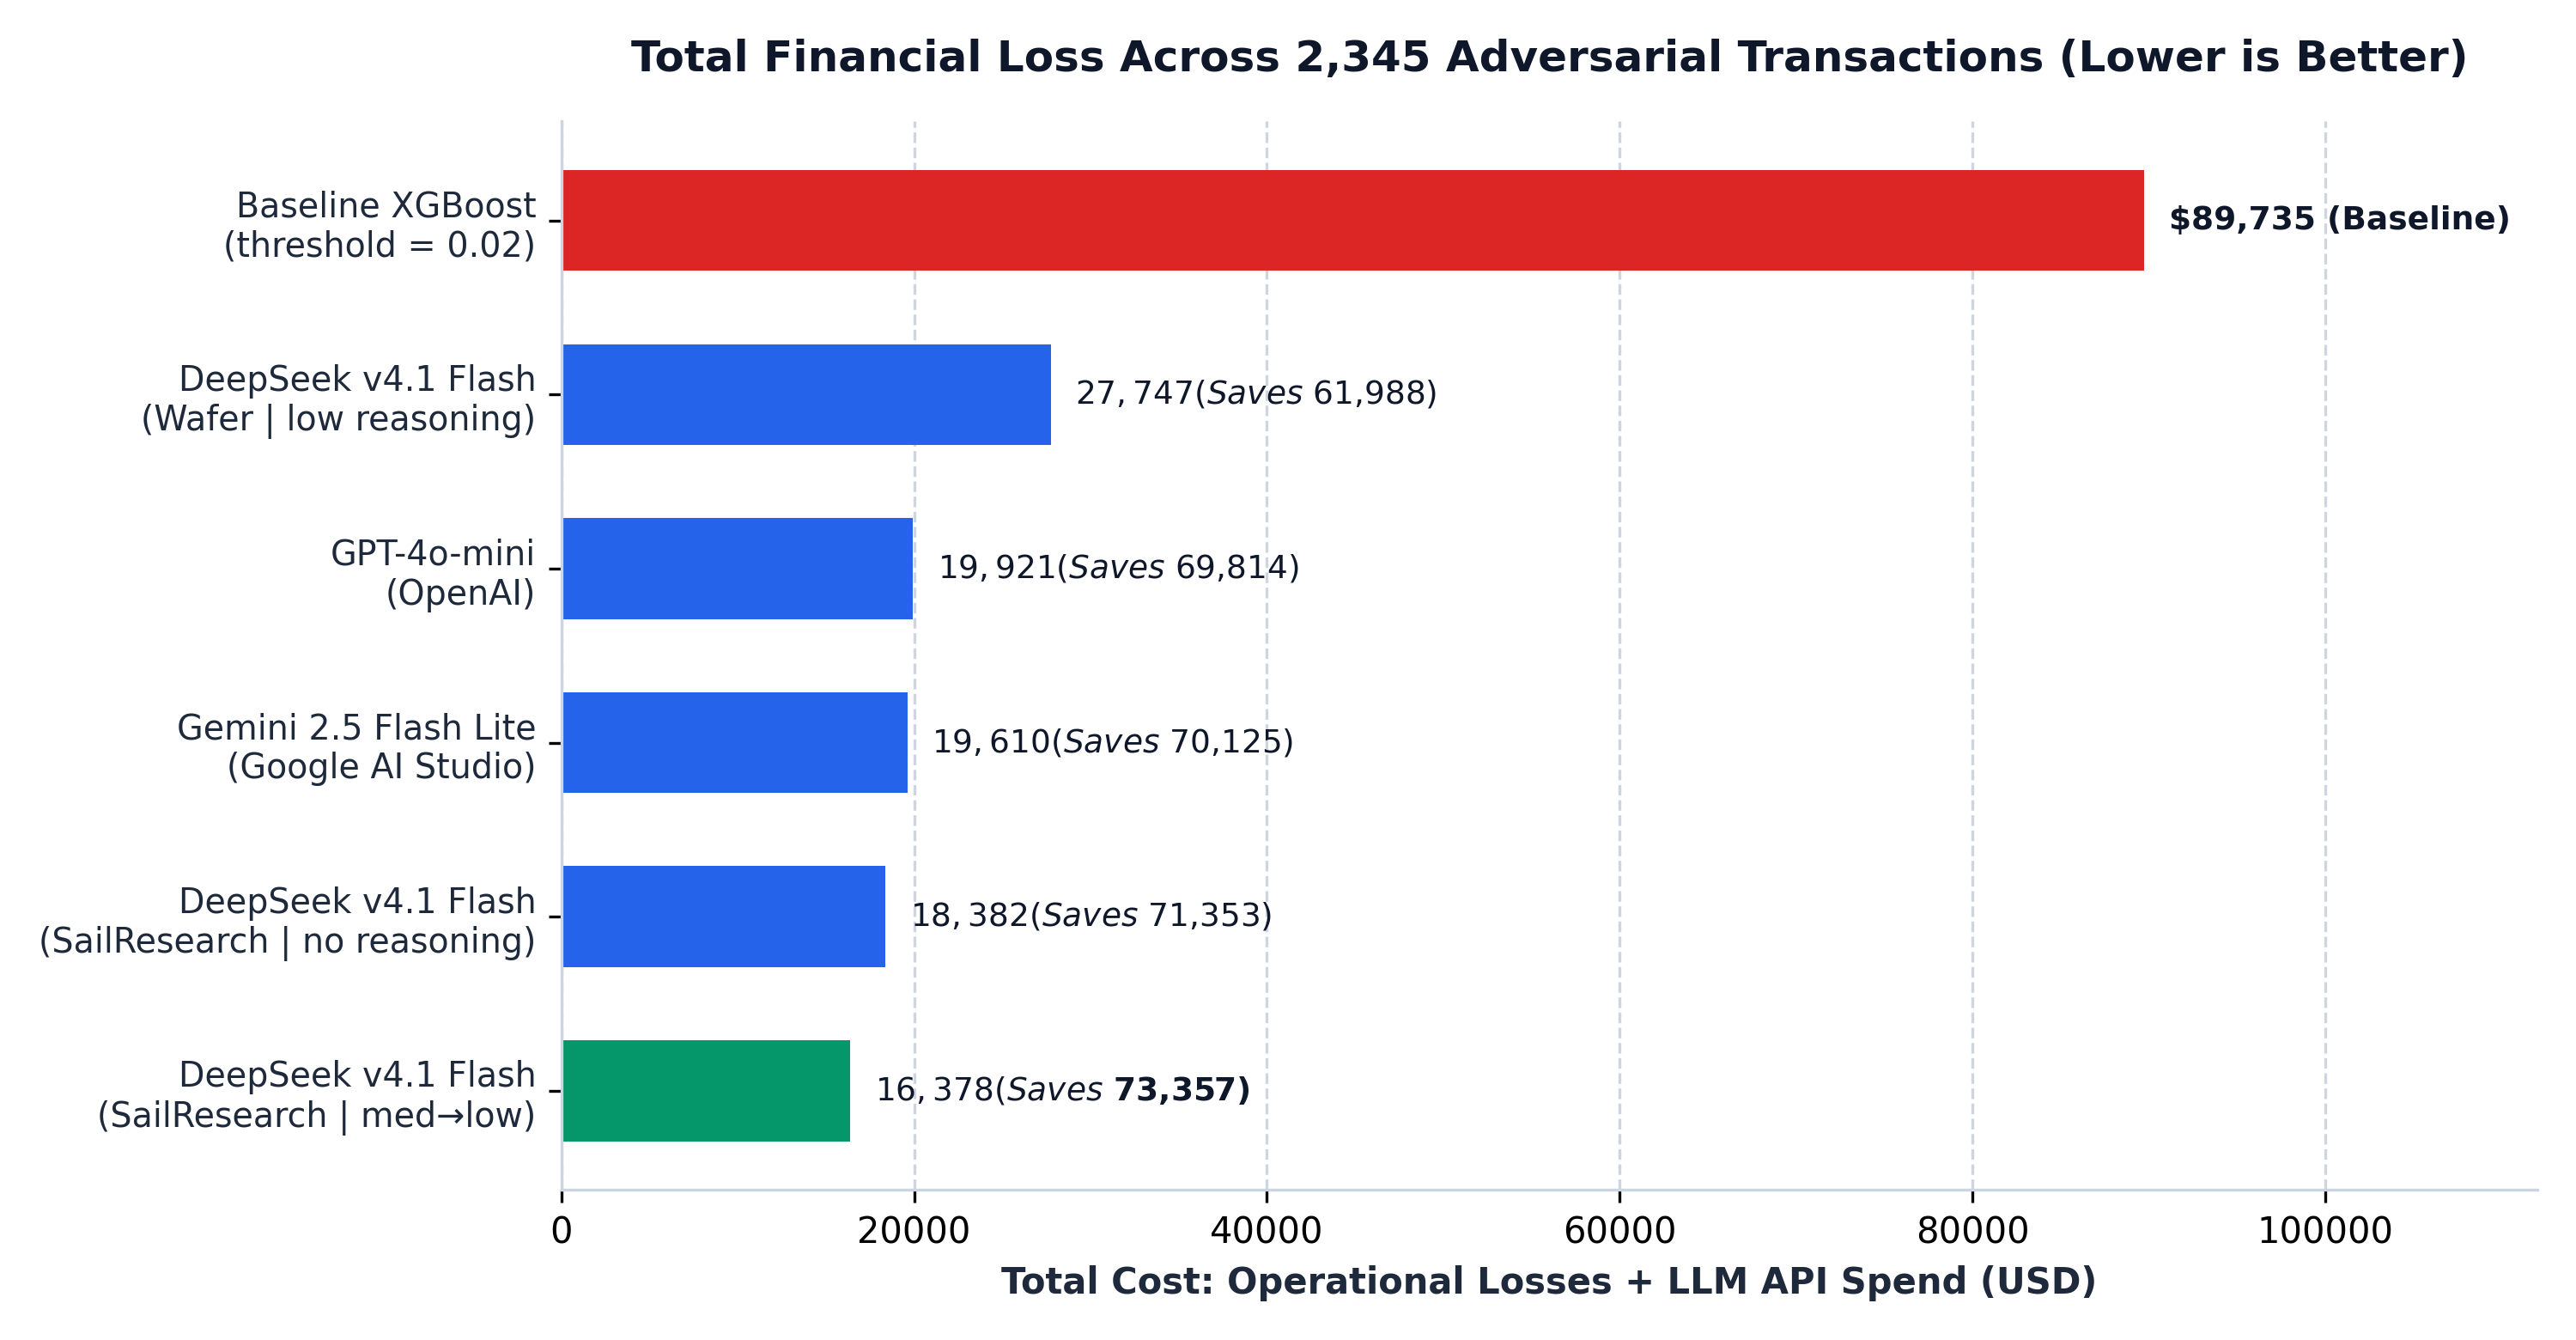 Total Financial Loss Across 2,345 Adversarial Transactions (Lower is Better)
Baseline XGBoost
(threshold = 0.02)
$89,735 (Baseline)
DeepSeek v4.1 Flash
(Wafer | low reasoning)
27,747(Saves 61,988)
GPT-4o-mini
(OpenAI)
19,921(Saves 69,814)
Gemini 2.5 Flash Lite
(Google AI Studio)
19,610(Saves 70,125)
DeepSeek v4.1 Flash
(SailResearch | no reasoning)
18,382(Saves 71,353)
DeepSeek v4.1 Flash
(SailResearch | med→low)
16,378(Saves 73,357)
0 20000 40000 60000 80000 100000
Total Cost: Operational Losses + LLM API Spend (USD)